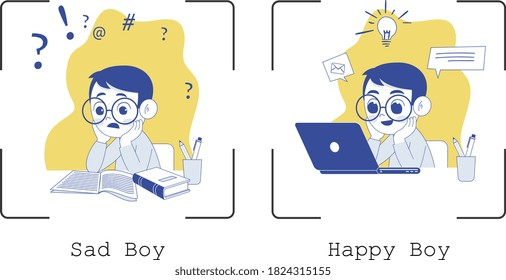 ? ! @ # ? ?
?
Sad Boy
Happy Boy
shutterstock.com · 1824315155